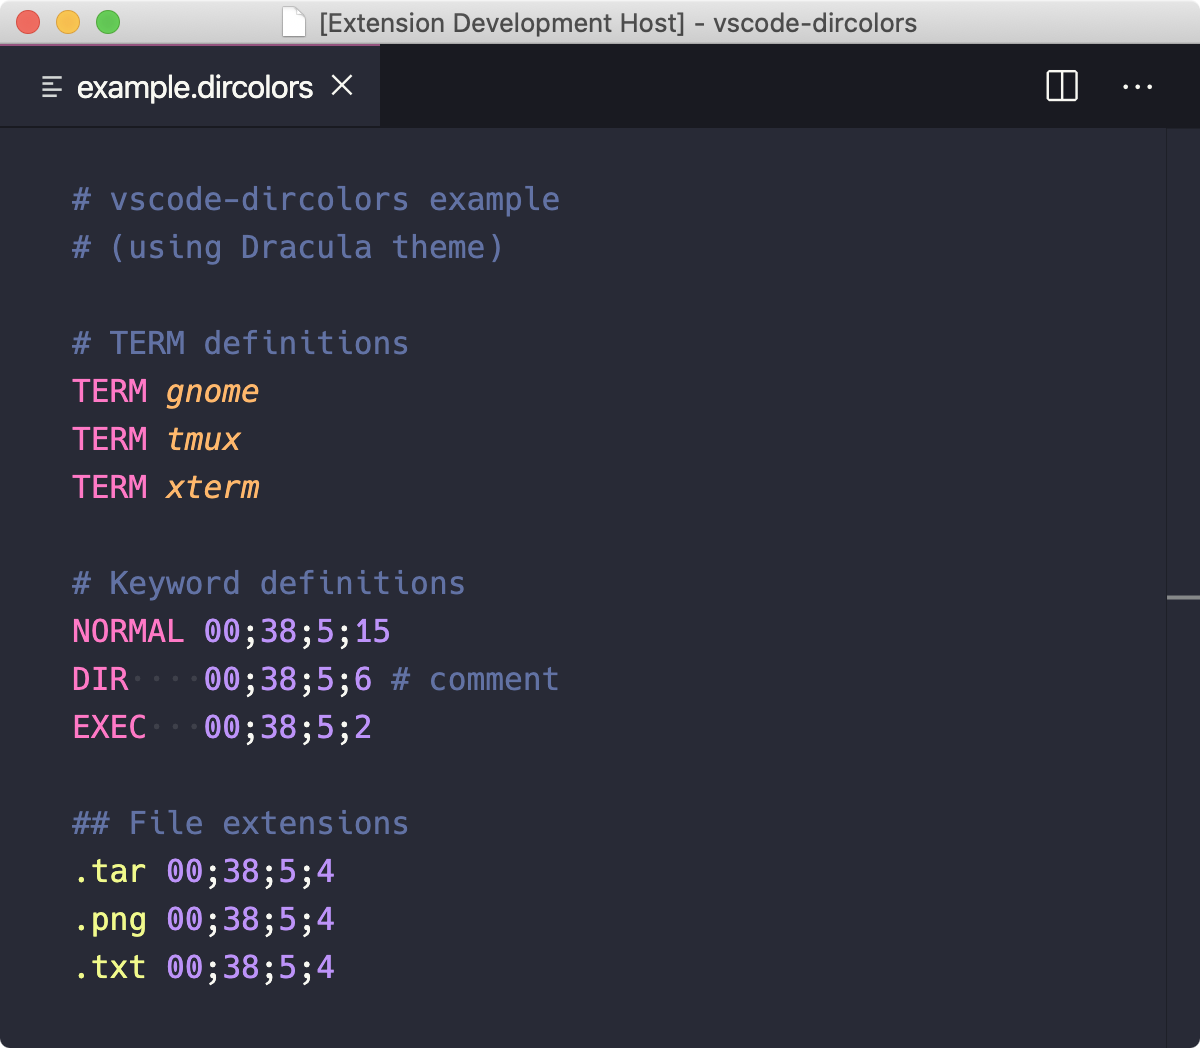 [Extension Development Host] - vscode-dircolors
example.dircolors
# vscode-dircolors example
# (using Dracula theme)
# TERM definitions
TERM gnome
TERM tmux
TERM xterm
# Keyword definitions
NORMAL 00;38;5;15
DIR····00;38;5;6 # comment
EXEC···00;38;5;2
## File extensions
.tar 00;38;5;4
.png 00;38;5;4
.txt 00;38;5;4